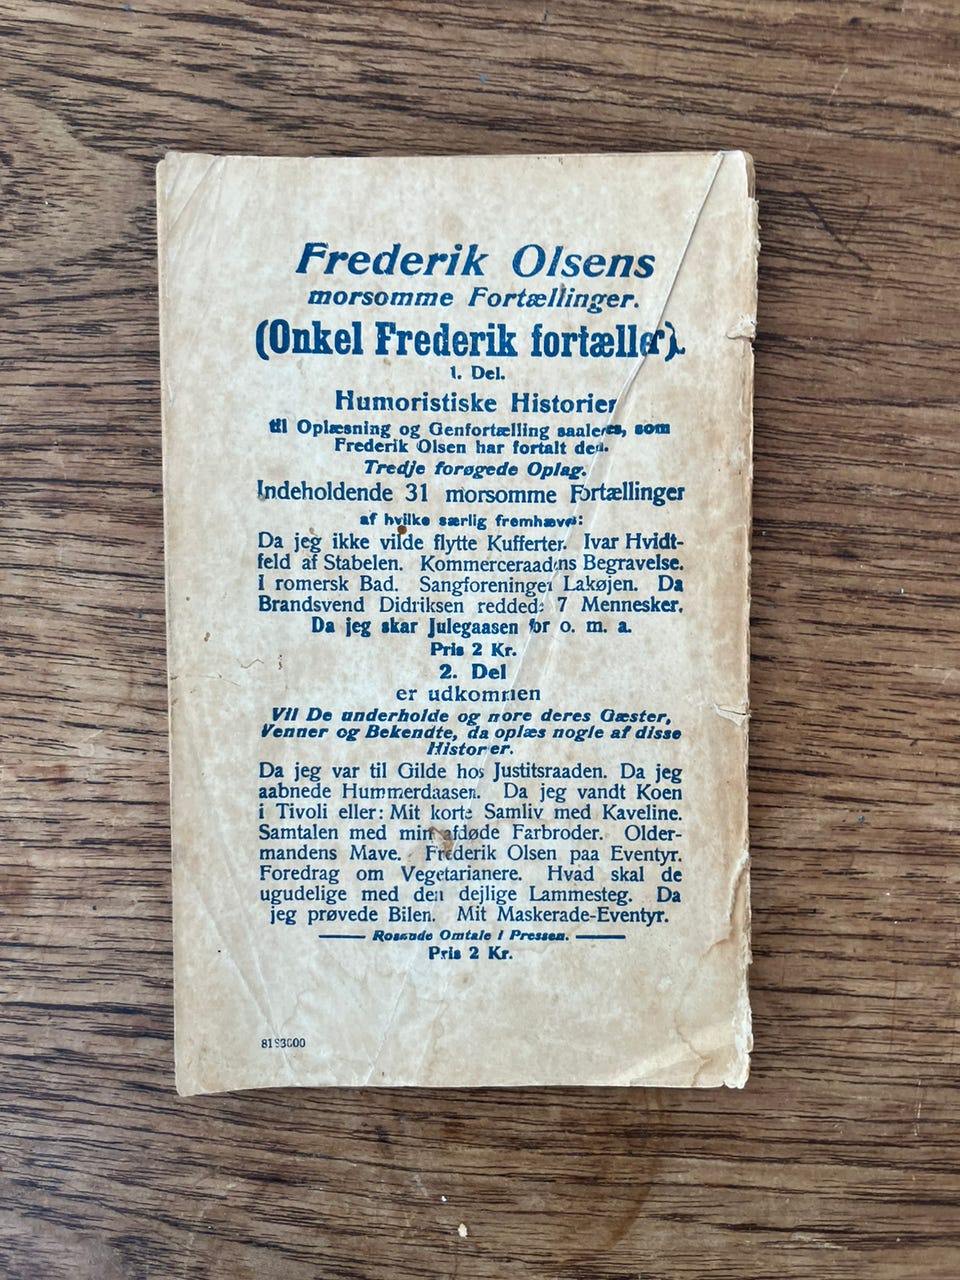 Frederik Olsens
morsomme Fortællinger.
(Onkel Frederik fortæller).
1. Del.
Humoristiske Historier
til Oplæsning og Genfortælling saaledes, som
Frederik Olsen har fortalt dem.
Tredje forøgede Oplag.
Indeholdende 31 morsomme Fortællinger
af hvilke særlig fremhæves:
Da jeg ikke vilde flytte Kufferter. Ivar Hvidt-
feld af Stabelen. Kommerceraadens Begravelse.
I romersk Bad. Sangforeningen Lakøjen. Da
Brandsvend Didriksen reddede 7 Mennesker.
Da jeg skar Julegaasen for o. m. a.
Pris 2 Kr.
2. Del
er udkommen
Vil De underholde og more deres Gæster,
Venner og Bekendte, da oplæs nogle af disse
Historier.
Da jeg var til Gilde hos Justitsraaden. Da jeg
aabnede Hummerdaasen. Da jeg vandt Koen
i Tivoli eller: Mit korte Samliv med Kaveline.
Samtalen med min afdøde Farbroder. Older-
mandens Mave. Frederik Olsen paa Eventyr.
Foredrag om Vegetarianere. Hvad skal de
ugudelige med den dejlige Lammesteg. Da
jeg prøvede Bilen. Mit Maskerade-Eventyr.
Rosende Omtale i Pressen.
Pris 2 Kr.